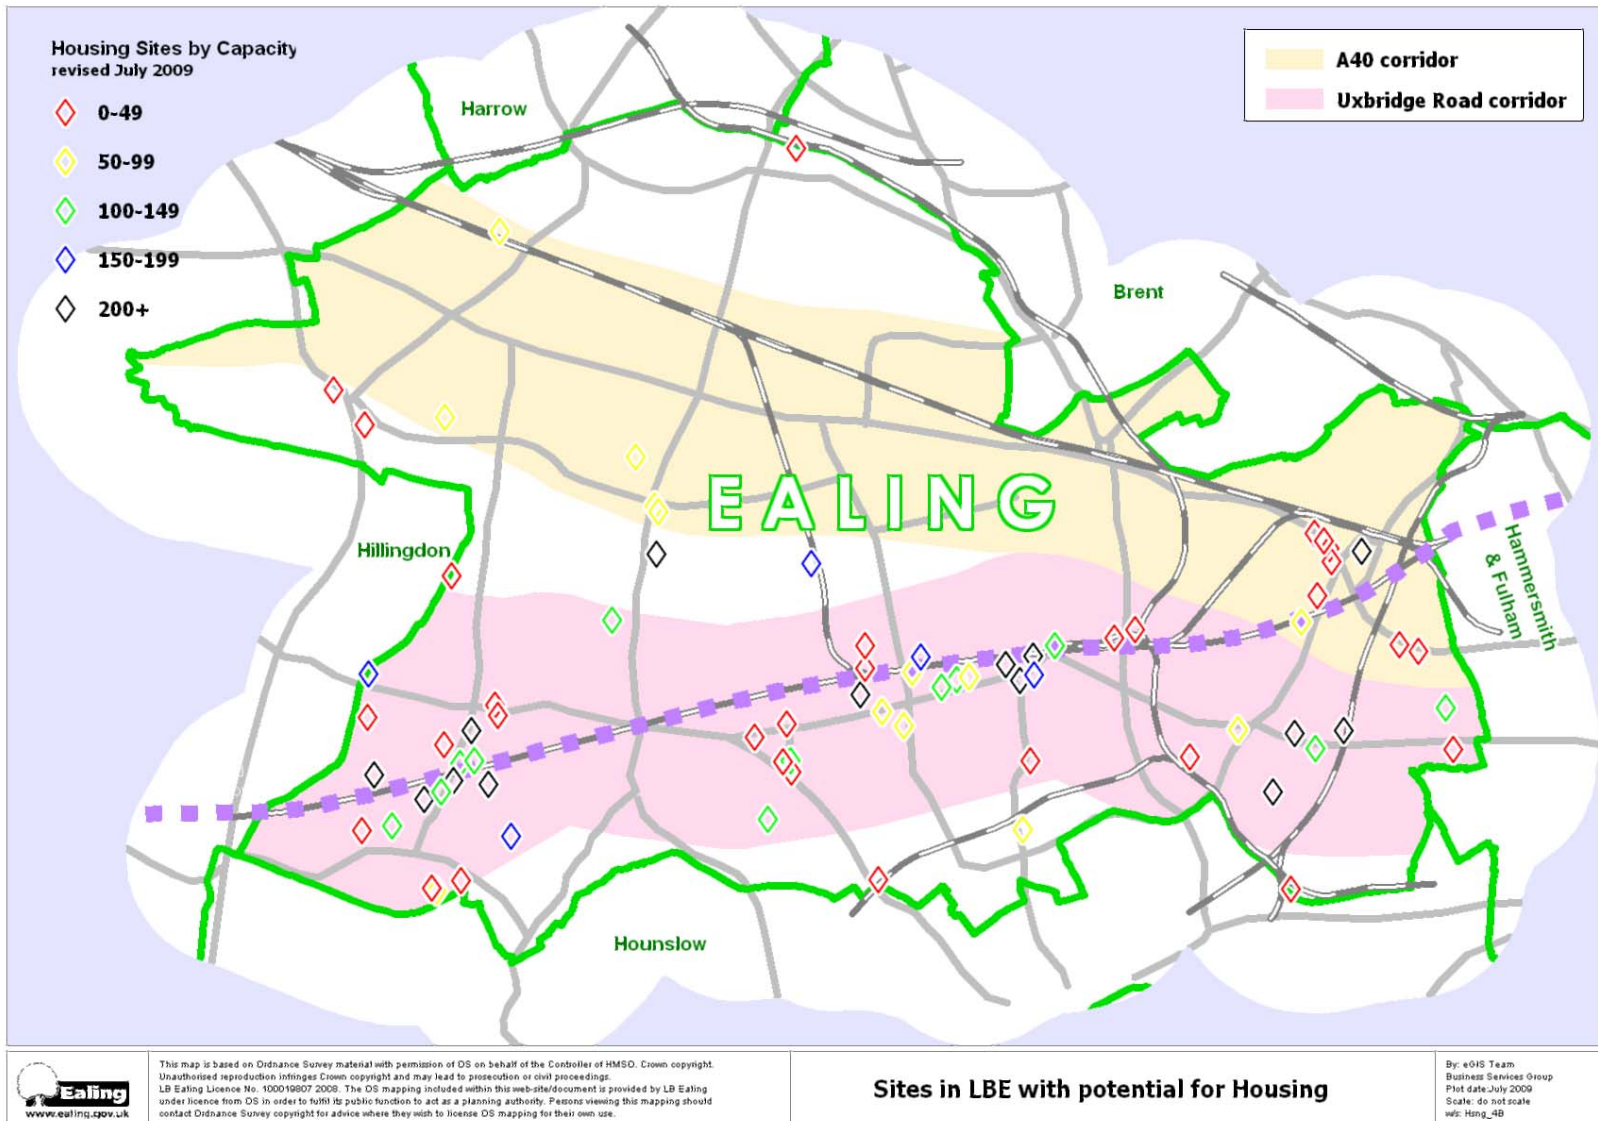 Housing Sites by Capacity
revised July 2009
0-49
50-99
100-149
150-199
200+
A40 corridor
Uxbridge Road corridor
Harrow
Brent
EALING
Hillingdon
Hammersmith
& Fulham
Hounslow
Ealing
www.ealing.gov.uk
This map is based on Ordnance Survey material with permission of OS on behalf of the Controller of HMSO. Crown copyright.
Unauthorised reproduction infringes Crown copyright and may lead to prosecution or civil proceedings.
LB Ealing Licence No. 100019807 2008. The OS mapping included within this web-site/document is provided by LB Ealing
under licence from OS in order to fulfil its public function to act as a planning authority. Persons viewing this mapping should
contact Ordnance Survey copyright for advice where they wish to license OS mapping for their own use.
Sites in LBE with potential for Housing
By: eGIS Team
Business Services Group
Plot date:July 2009
Scale: do not scale
w/s: Hsng_4B